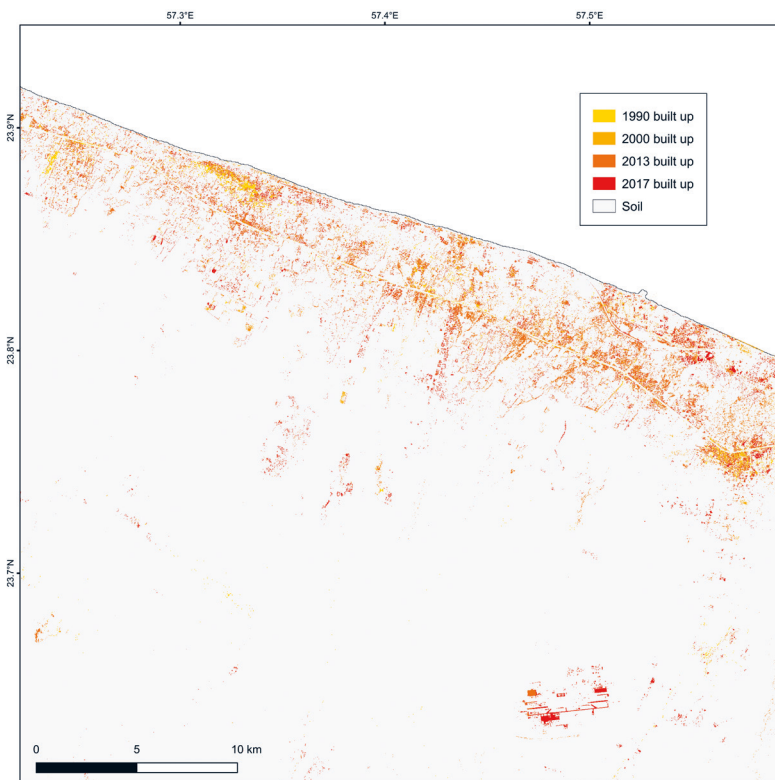 57.3°E 57.4°E 57.5°E
23.9°N
1990 built up
2000 built up
2013 built up
2017 built up
Soil
23.8°N
23.7°N
0 5 10 km